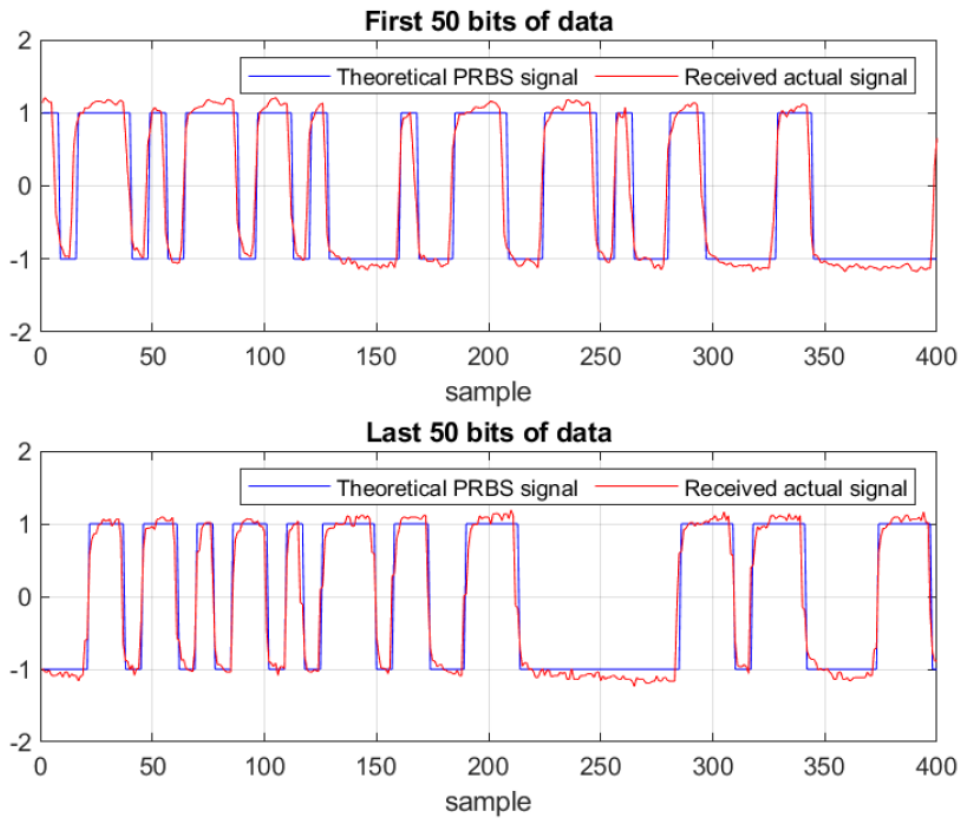 First 50 bits of data
2
Theoretical PRBS signal Received actual signal
1
0
-1
-2
0 50 100 150 200 250 300 350 400
sample
Last 50 bits of data
2
Theoretical PRBS signal Received actual signal
1
0
-1
-2
0 50 100 150 200 250 300 350 400
sample